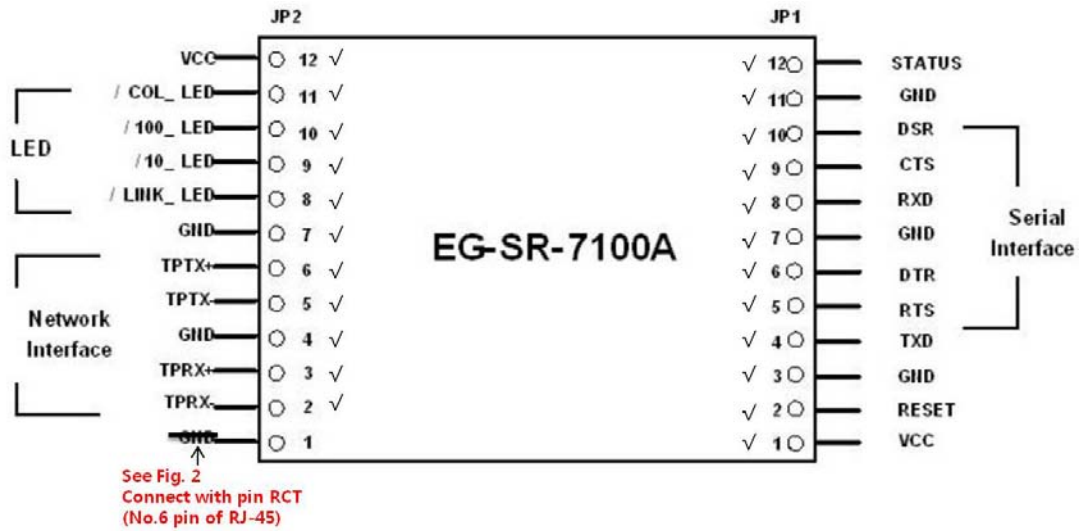 JP2 JP1
VCC 12 √ √ 12 STATUS
/ COL_ LED 11 √ √ 11 GND
/ 100_ LED 10 √ √ 10 DSR
LED
/ 10_ LED 9 √ √ 9 CTS
/ LINK_ LED 8 √ √ 8 RXD
GND 7 √ √ 7 GND
EG-SR-7100A
Serial
Interface
TPTX+ 6 √ √ 6 DTR
TPTX- 5 √ √ 5 RTS
Network
Interface
GND 4 √ √ 4 TXD
TPRX+ 3 √ √ 3 GND
TPRX- 2 √ √ 2 RESET
GND 1 √ 1 VCC
See Fig. 2
Connect with pin RCT
(No.6 pin of RJ-45)